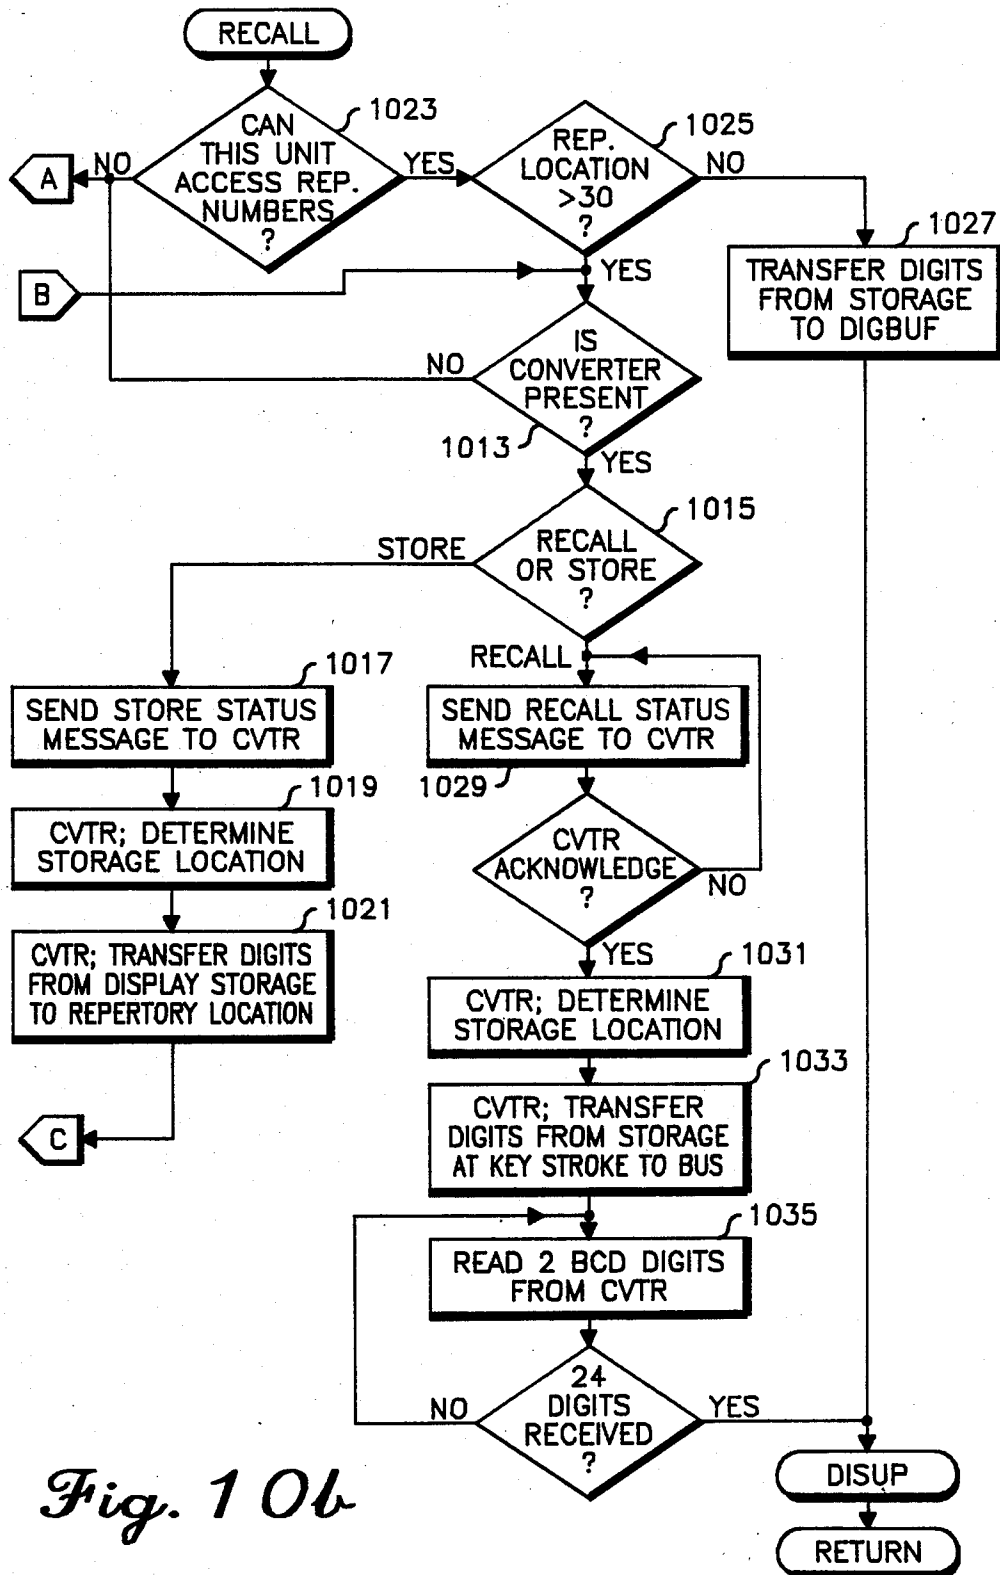 RECALL
CAN
THIS UNIT
ACCESS REP.
NUMBERS
?
1023
NO
A
YES
REP.
LOCATION
>30
?
1025
NO
1027
TRANSFER DIGITS
FROM STORAGE
TO DIGBUF
YES
B
IS
CONVERTER
PRESENT
?
NO
1013
YES
1015
RECALL
OR STORE
?
STORE
RECALL
1017
SEND STORE STATUS
MESSAGE TO CVTR
1019
CVTR; DETERMINE
STORAGE LOCATION
1021
CVTR; TRANSFER DIGITS
FROM DISPLAY STORAGE
TO REPERTORY LOCATION
C
SEND RECALL STATUS
MESSAGE TO CVTR
1029
CVTR
ACKNOWLEDGE
?
NO
YES
1031
CVTR; DETERMINE
STORAGE LOCATION
1033
CVTR; TRANSFER
DIGITS FROM STORAGE
AT KEY STROKE TO BUS
1035
READ 2 BCD DIGITS
FROM CVTR
24
DIGITS
RECEIVED
?
NO
YES
DISUP
RETURN
Fig. 10b